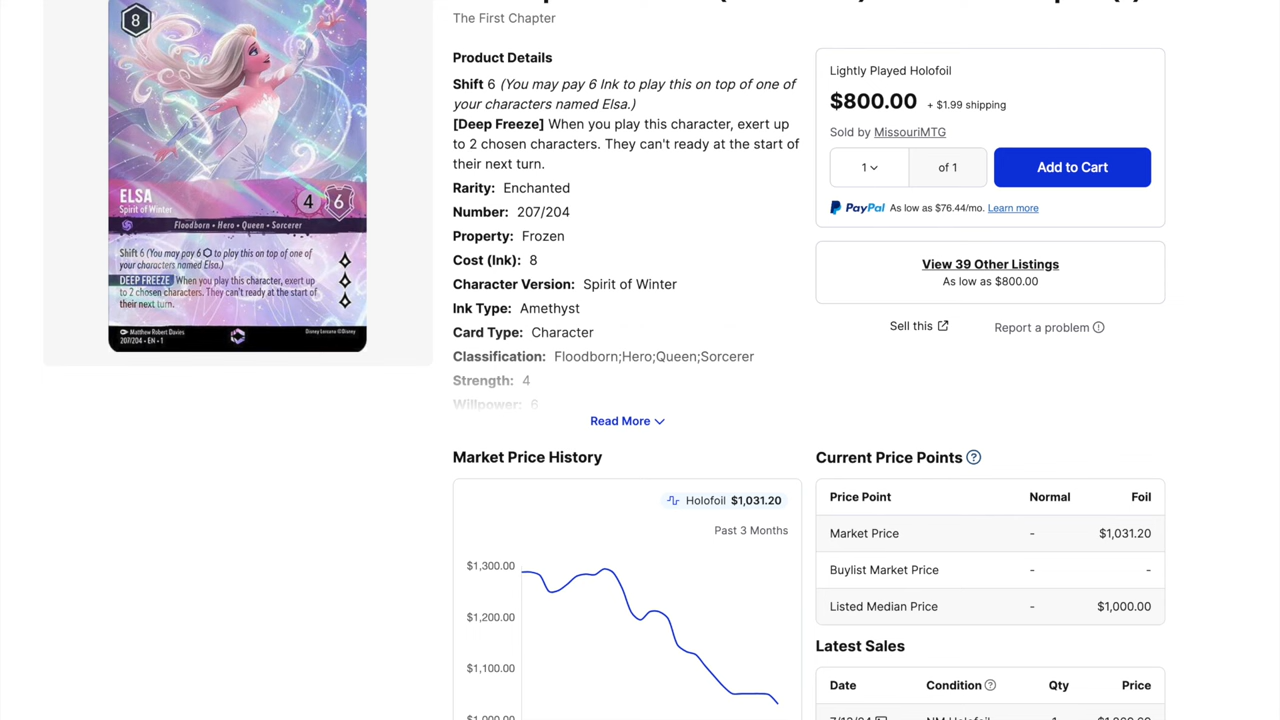 8
ELSA
Spirit of Winter
4
6
Floodborn • Hero • Queen • Sorcerer
Shift 6 (You may pay 6 to play this on top of one of
your characters named Elsa.)
DEEP FREEZE When you play this character, exert up
to 2 chosen characters. They can't ready at the start of
their next turn.
Matthew Robert Davies
Disney Lorcana ©Disney
207/204 • EN • 1
The First Chapter
Product Details
Shift 6 (You may pay 6 Ink to play this on top of one of
your characters named Elsa.)
[Deep Freeze] When you play this character, exert up
to 2 chosen characters. They can't ready at the start of
their next turn.
Rarity: Enchanted
Number: 207/204
Property: Frozen
Cost (Ink): 8
Character Version: Spirit of Winter
Ink Type: Amethyst
Card Type: Character
Classification: Floodborn;Hero;Queen;Sorcerer
Strength: 4
Willpower: 6
Read More
Lightly Played Holofoil
$800.00 + $1.99 shipping
Sold by MissouriMTG
1 of 1 Add to Cart
PayPal As low as $76.44/mo. Learn more
View 39 Other Listings
As low as $800.00
Sell this Report a problem
Market Price History
Holofoil $1,031.20
Past 3 Months
$1,300.00
$1,200.00
$1,100.00
$1,000.00
Current Price Points
Price Point Normal Foil
Market Price - $1,031.20
Buylist Market Price - -
Listed Median Price - $1,000.00
Latest Sales
Date Condition Qty Price
NM Holofoil